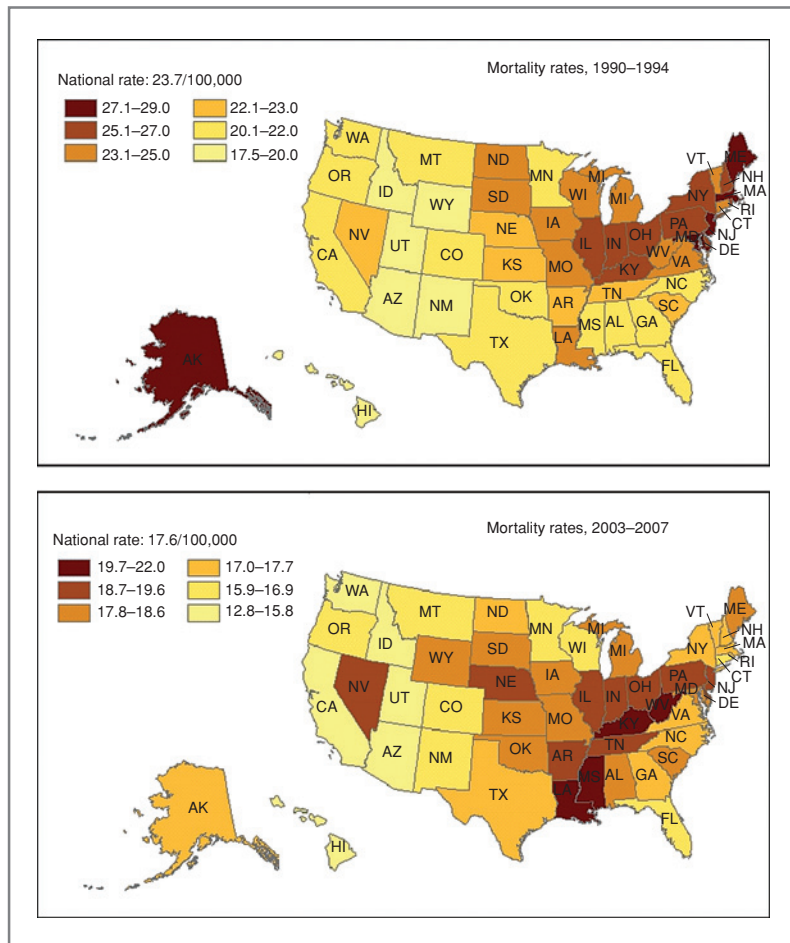 Mortality rates, 1990–1994
National rate: 23.7/100,000
27.1–29.0
22.1–23.0
25.1–27.0
20.1–22.0
23.1–25.0
17.5–20.0
WA
MT
ND
MN
VT
ME
OR
ID
SD
WI
MI
MI
NY
NH
MA
WY
RI
CT
NV
NE
IA
PA
NJ
CA
UT
CO
KS
MO
IL
IN
OH
WV
MD
DE
VA
KY
AZ
NM
OK
AR
TN
NC
SC
TX
LA
MS
AL
GA
FL
AK
HI
Mortality rates, 2003–2007
National rate: 17.6/100,000
19.7–22.0
17.0–17.7
18.7–19.6
15.9–16.9
17.8–18.6
12.8–15.8
WA
MT
ND
MN
VT
ME
OR
ID
SD
WI
MI
MI
NY
NH
MA
WY
RI
CT
NV
NE
IA
PA
NJ
CA
UT
CO
KS
MO
IL
IN
OH
WV
MD
DE
VA
KY
AZ
NM
OK
AR
TN
NC
SC
TX
LA
MS
AL
GA
FL
AK
HI